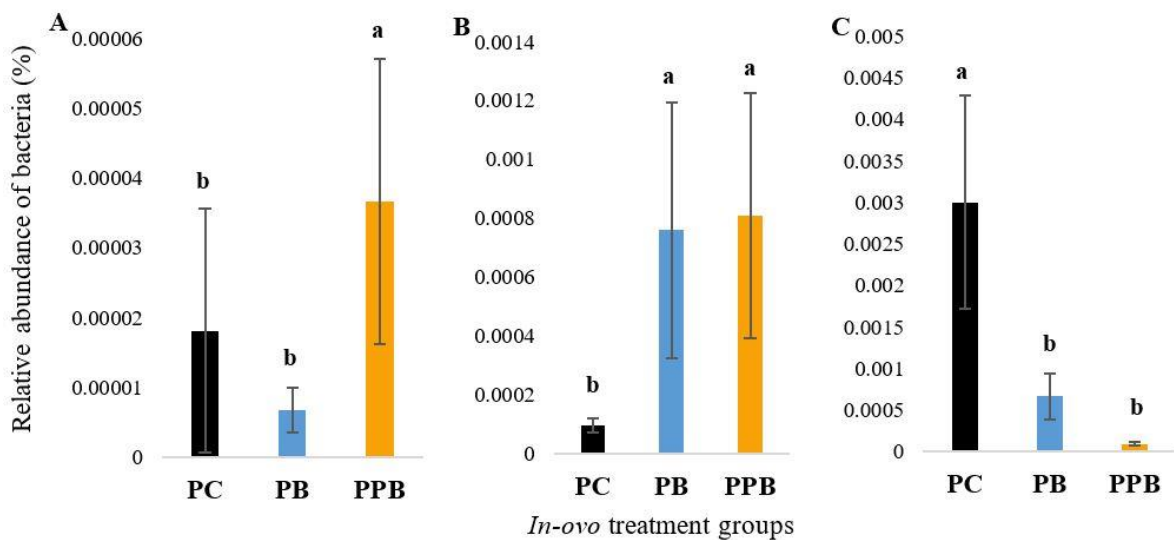 Relative abundance of bacteria (%)
A
0.00006
0.00005
0.00004
0.00003
0.00002
0.00001
0
b
b
a
PC PB PPB
B
0.0014
0.0012
0.001
0.0008
0.0006
0.0004
0.0002
0
b
a
a
PC PB PPB
C
0.005
0.0045
0.004
0.0035
0.003
0.0025
0.002
0.0015
0.001
0.0005
0
a
b
b
PC PB PPB
In-ovo treatment groups